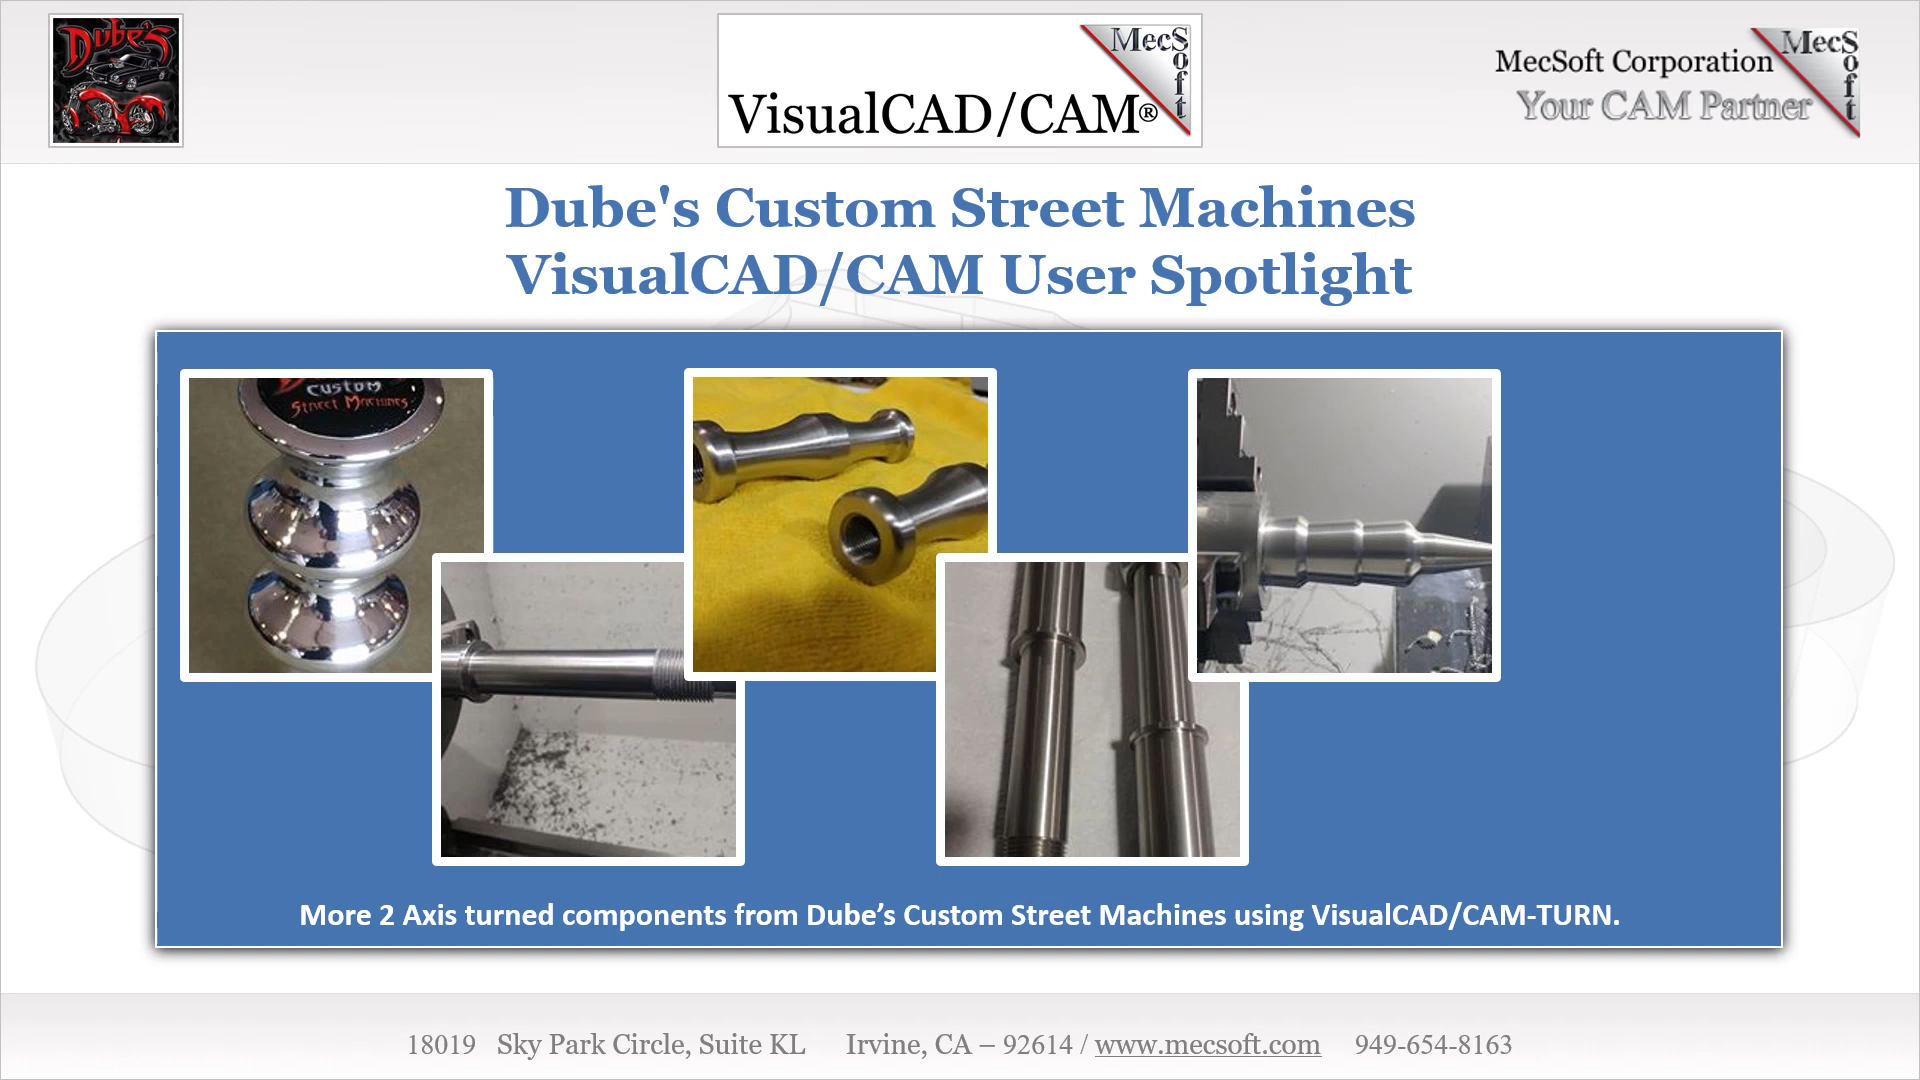 Dube's
VisualCAD/CAM®
MecSoft
MecSoft Corporation
Your CAM Partner
MecSoft
Dube's Custom Street Machines
VisualCAD/CAM User Spotlight
Custom
Street Machines
More 2 Axis turned components from Dube’s Custom Street Machines using VisualCAD/CAM-TURN.
18019 Sky Park Circle, Suite KL Irvine, CA – 92614 / www.mecsoft.com 949-654-8163